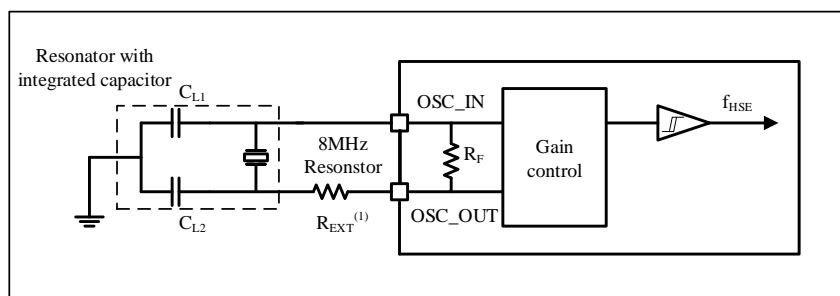 Resonator with
integrated capacitor
CL1
OSC_IN
fHSE
8MHz
Resonstor
RF
Gain
control
CL2
REXT(1)
OSC_OUT